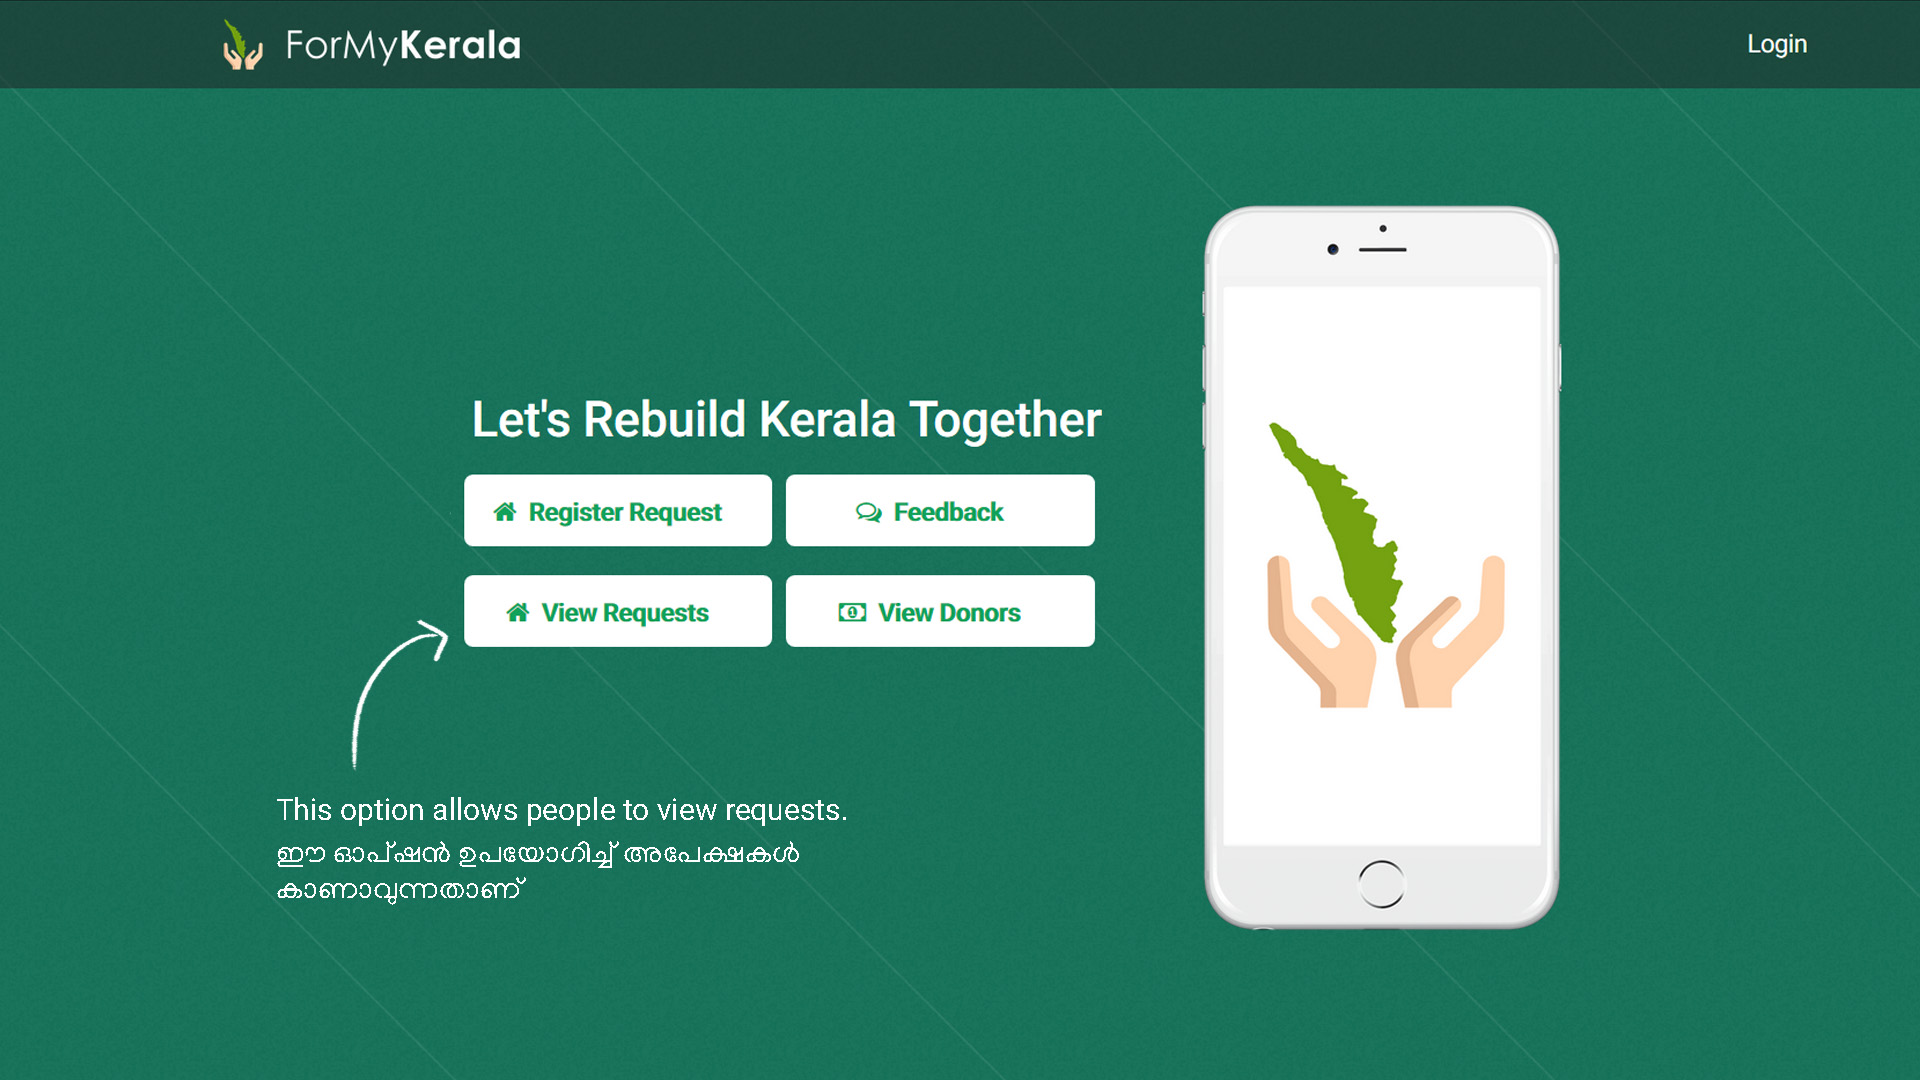 ForMyKerala
Login
Let's Rebuild Kerala Together
Register Request
Feedback
View Requests
View Donors
This option allows people to view requests.
ഈ ഓപ്ഷൻ ഉപയോഗിച്ച് അപേക്ഷകൾ
കാണാവുന്നതാണ്